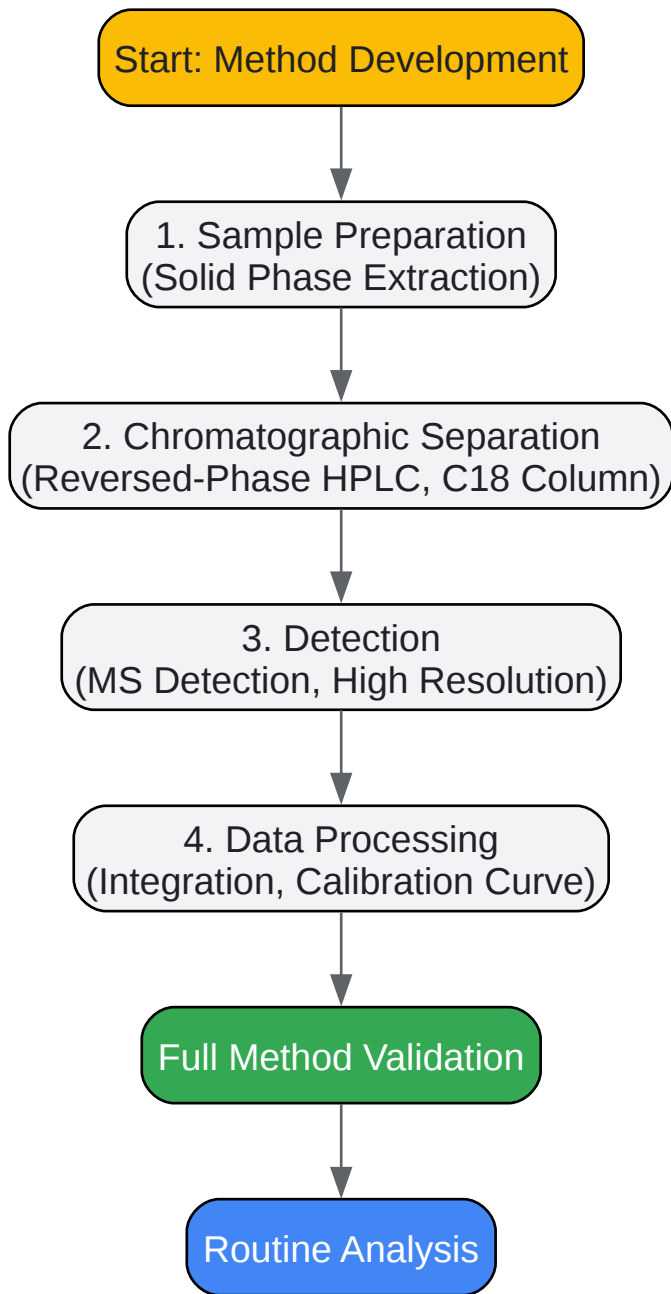 Start: Method Development
1. Sample Preparation
(Solid Phase Extraction)
2. Chromatographic Separation
(Reversed-Phase HPLC, C18 Column)
3. Detection
(MS Detection, High Resolution)
4. Data Processing
(Integration, Calibration Curve)
Full Method Validation
Routine Analysis